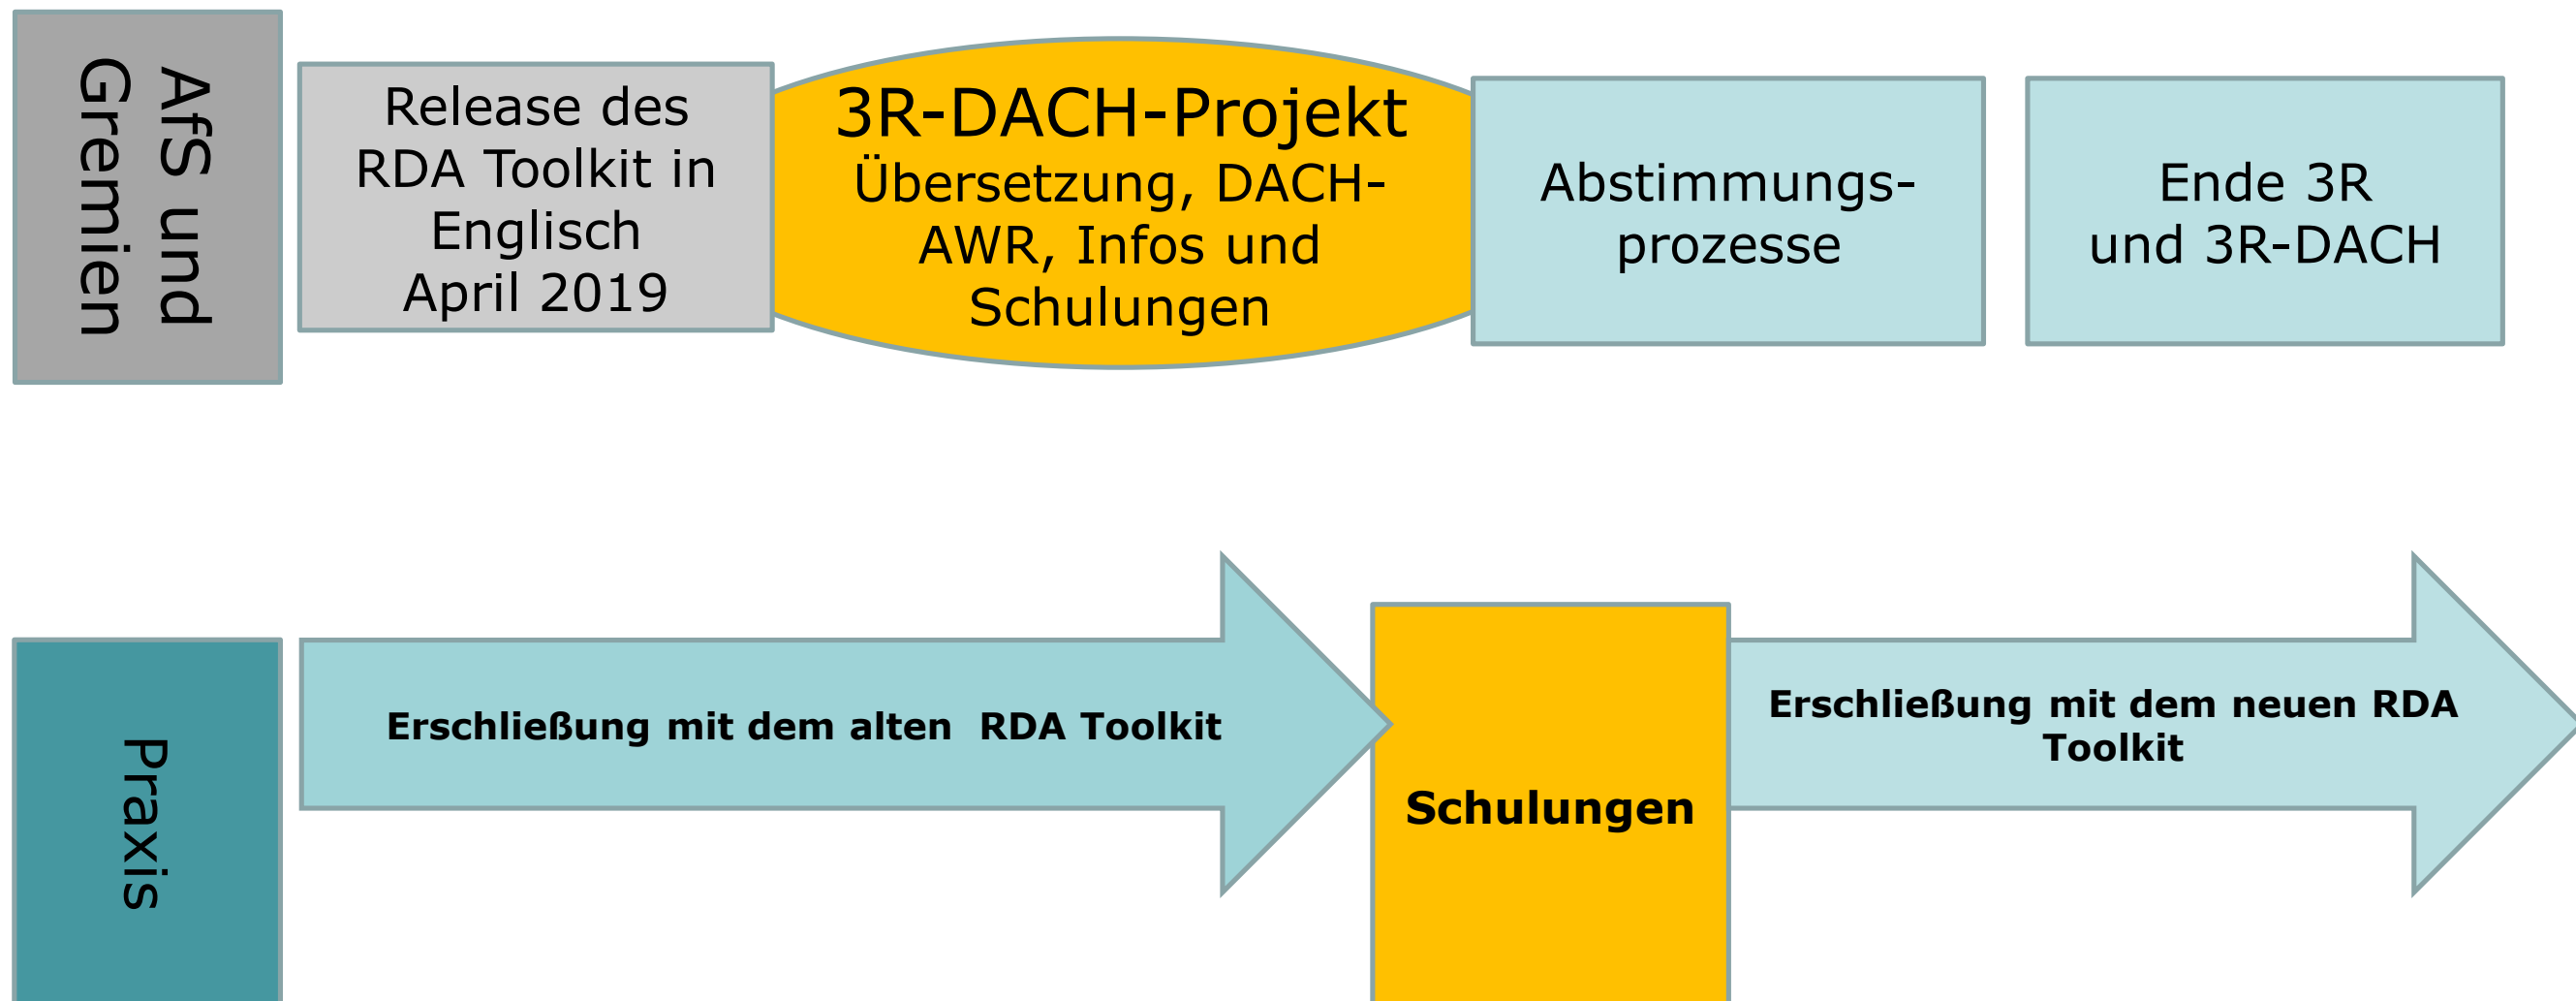 AfS und
Gremien
Release des
RDA Toolkit in
Englisch
April 2019
3R-DACH-Projekt
Übersetzung, DACH-
AWR, Infos und
Schulungen
Abstimmungs-
prozesse
Ende 3R
und 3R-DACH
Praxis
Erschließung mit dem alten  RDA Toolkit
Schulungen
Erschließung mit dem neuen RDA
Toolkit